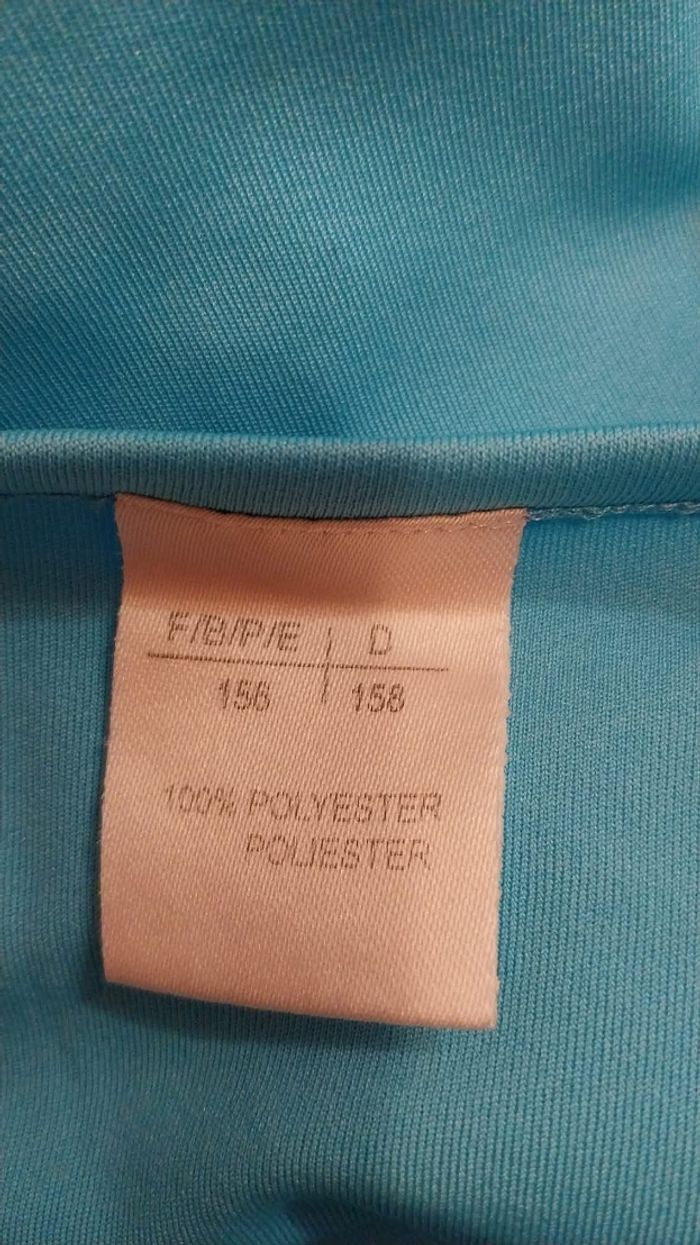 F/B/P/E | D
156 | 158
100% POLYESTER
POLIESTER